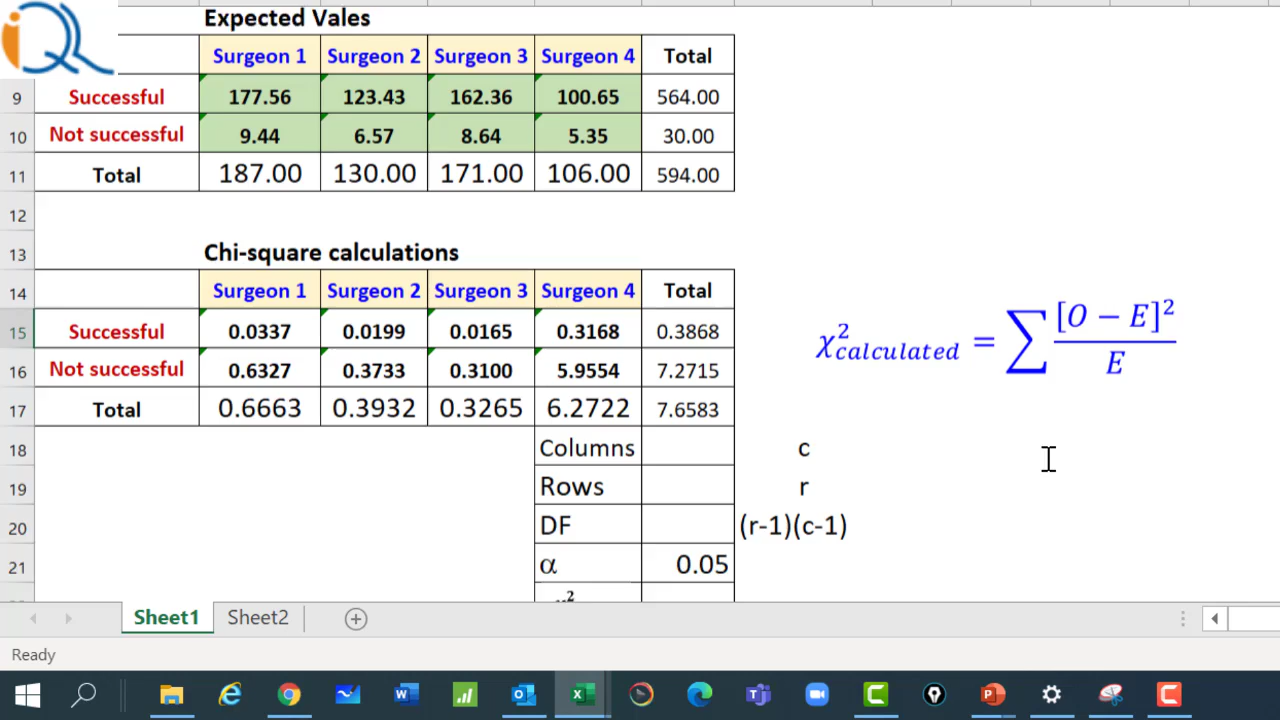 Expected Vales
Surgeon 1 Surgeon 2 Surgeon 3 Surgeon 4 Total
9 Successful 177.56 123.43 162.36 100.65 564.00
10 Not successful 9.44 6.57 8.64 5.35 30.00
11 Total 187.00 130.00 171.00 106.00 594.00
12
13 Chi-square calculations
14 Surgeon 1 Surgeon 2 Surgeon 3 Surgeon 4 Total
15 Successful 0.0337 0.0199 0.0165 0.3168 0.3868
16 Not successful 0.6327 0.3733 0.3100 5.9554 7.2715
17 Total 0.6663 0.3932 0.3265 6.2722 7.6583
χ²calculated = ∑ [O − E]² / E
18 Columns c
19 Rows r
20 DF (r-1)(c-1)
21 α 0.05
Sheet1 Sheet2
Ready